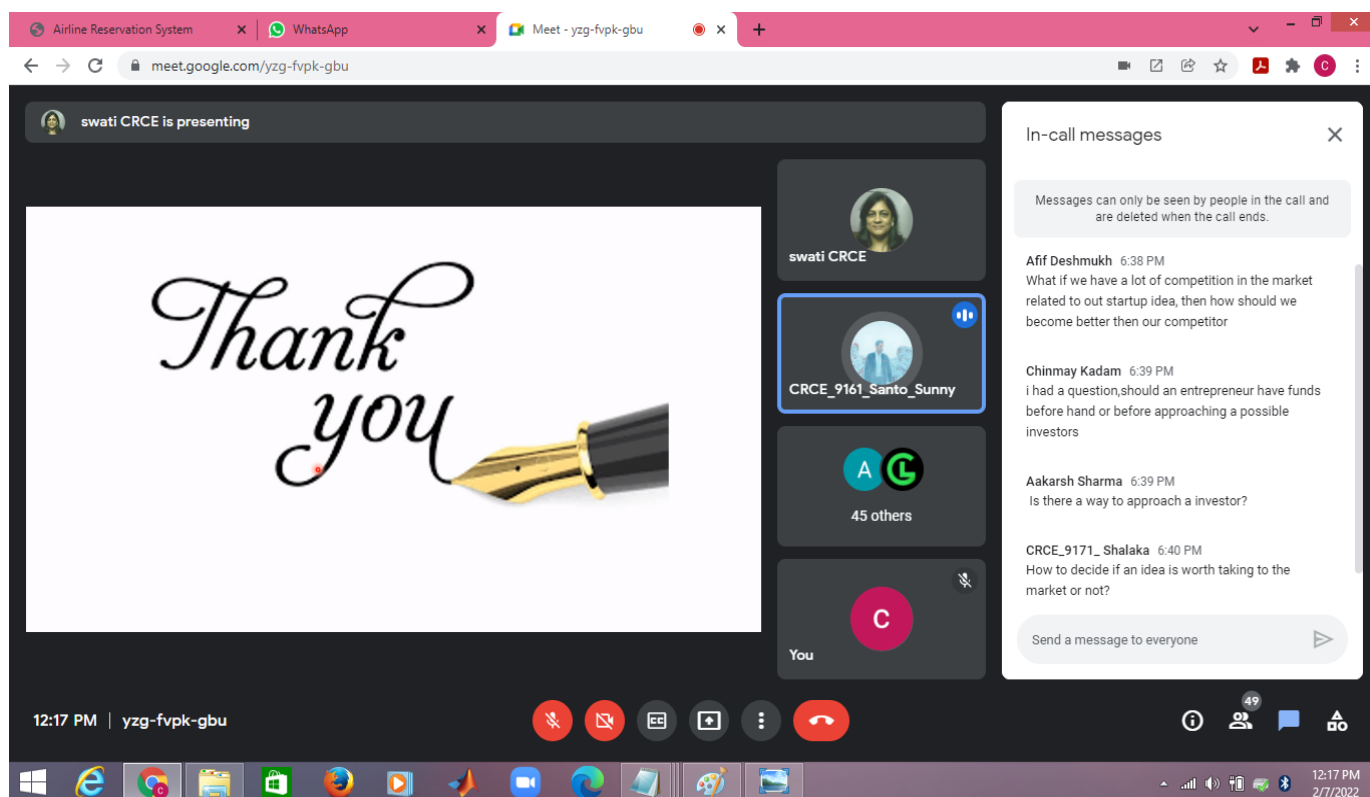 Airline Reservation System
WhatsApp
Meet - yzg-fvpk-gbu
meet.google.com/yzg-fvpk-gbu
C
swati CRCE is presenting
Thank
you
swati CRCE
CRCE_9161_Santo_Sunny
A
45 others
C
You
In-call messages
Messages can only be seen by people in the call and
are deleted when the call ends.
Afif Deshmukh 6:38 PM
What if we have a lot of competition in the market
related to out startup idea, then how should we
become better then our competitor
Chinmay Kadam 6:39 PM
i had a question,should an entrepreneur have funds
before hand or before approaching a possible
investors
Aakarsh Sharma 6:39 PM
Is there a way to approach a investor?
CRCE_9171_ Shalaka 6:40 PM
How to decide if an idea is worth taking to the
market or not?
Send a message to everyone
12:17 PM | yzg-fvpk-gbu
CC
49
12:17 PM
2/7/2022